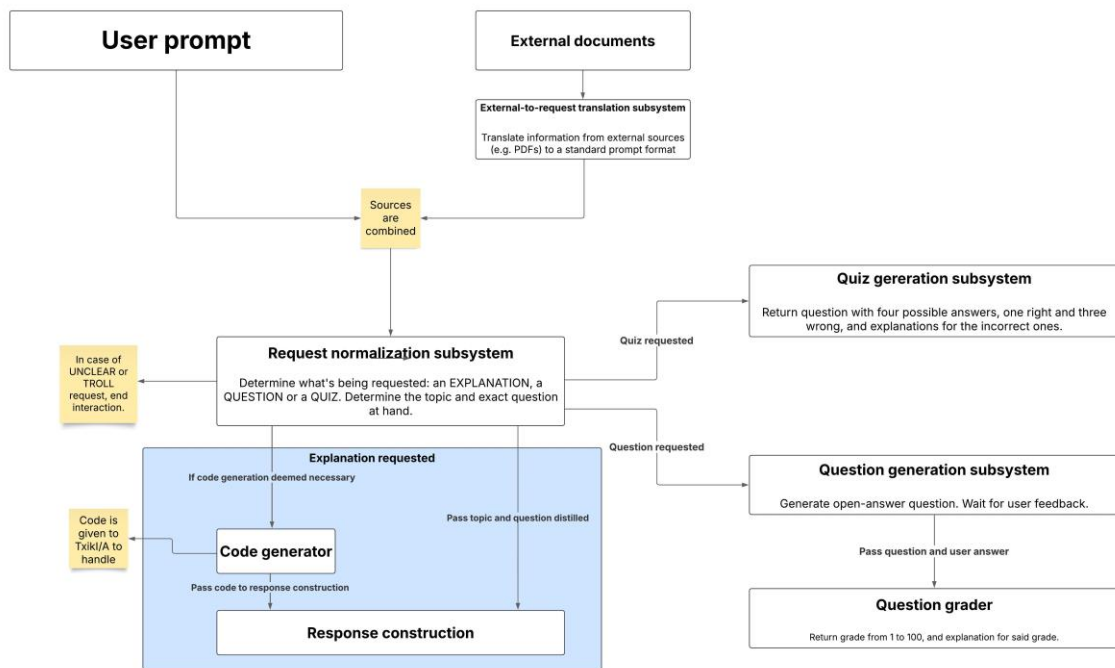 User prompt
External documents
External-to-request translation subsystem
Translate information from external sources
(e.g. PDFs) to a standard prompt format
Sources
are
combined
Quiz gereration subsystem
Return question with four possible answers, one right and three
wrong, and explanations for the incorrect ones.
Quiz requested
Request normalization subsystem
Determine what's being requested: an EXPLANATION, a
QUESTION or a QUIZ. Determine the topic and exact question
at hand.
In case of
UNCLEAR or
TROLL
request, end
interaction.
Question requested
Explanation requested
If code generation deemed necessary
Question generation subsystem
Generate open-answer question. Wait for user feedback.
Pass topic and question distilled
Code is
given to
TxikI/A to
handle
Code generator
Pass question and user answer
Pass code to response construction
Response construction
Question grader
Return grade from 1 to 100, and explanation for said grade.